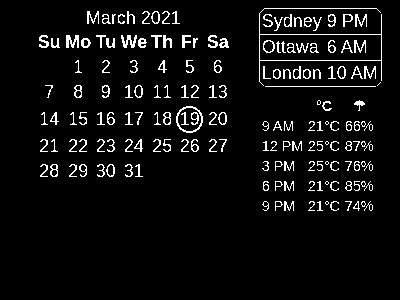 March 2021
Su Mo Tu We Th Fr Sa
1 2 3 4 5 6
7 8 9 10 11 12 13
14 15 16 17 18 19 20
21 22 23 24 25 26 27
28 29 30 31
Sydney 9 PM
Ottawa 6 AM
London 10 AM
°C ☂
9 AM 21°C 66%
12 PM 25°C 87%
3 PM 25°C 76%
6 PM 21°C 85%
9 PM 21°C 74%